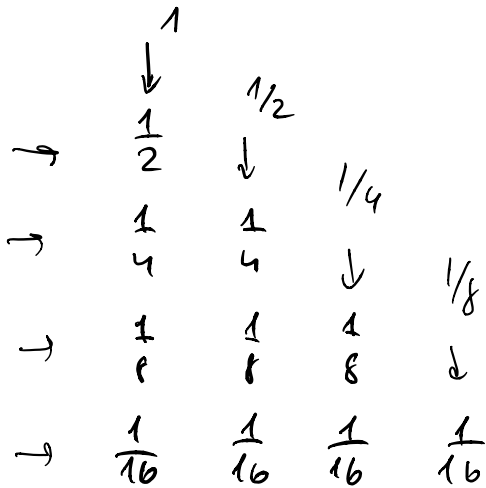 1
↓
1/2
→ 1/2 ↓
1/4
→ 1/4 1/4 ↓
1/8
→ 1/8 1/8 1/8 ↓
→ 1/16 1/16 1/16 1/16